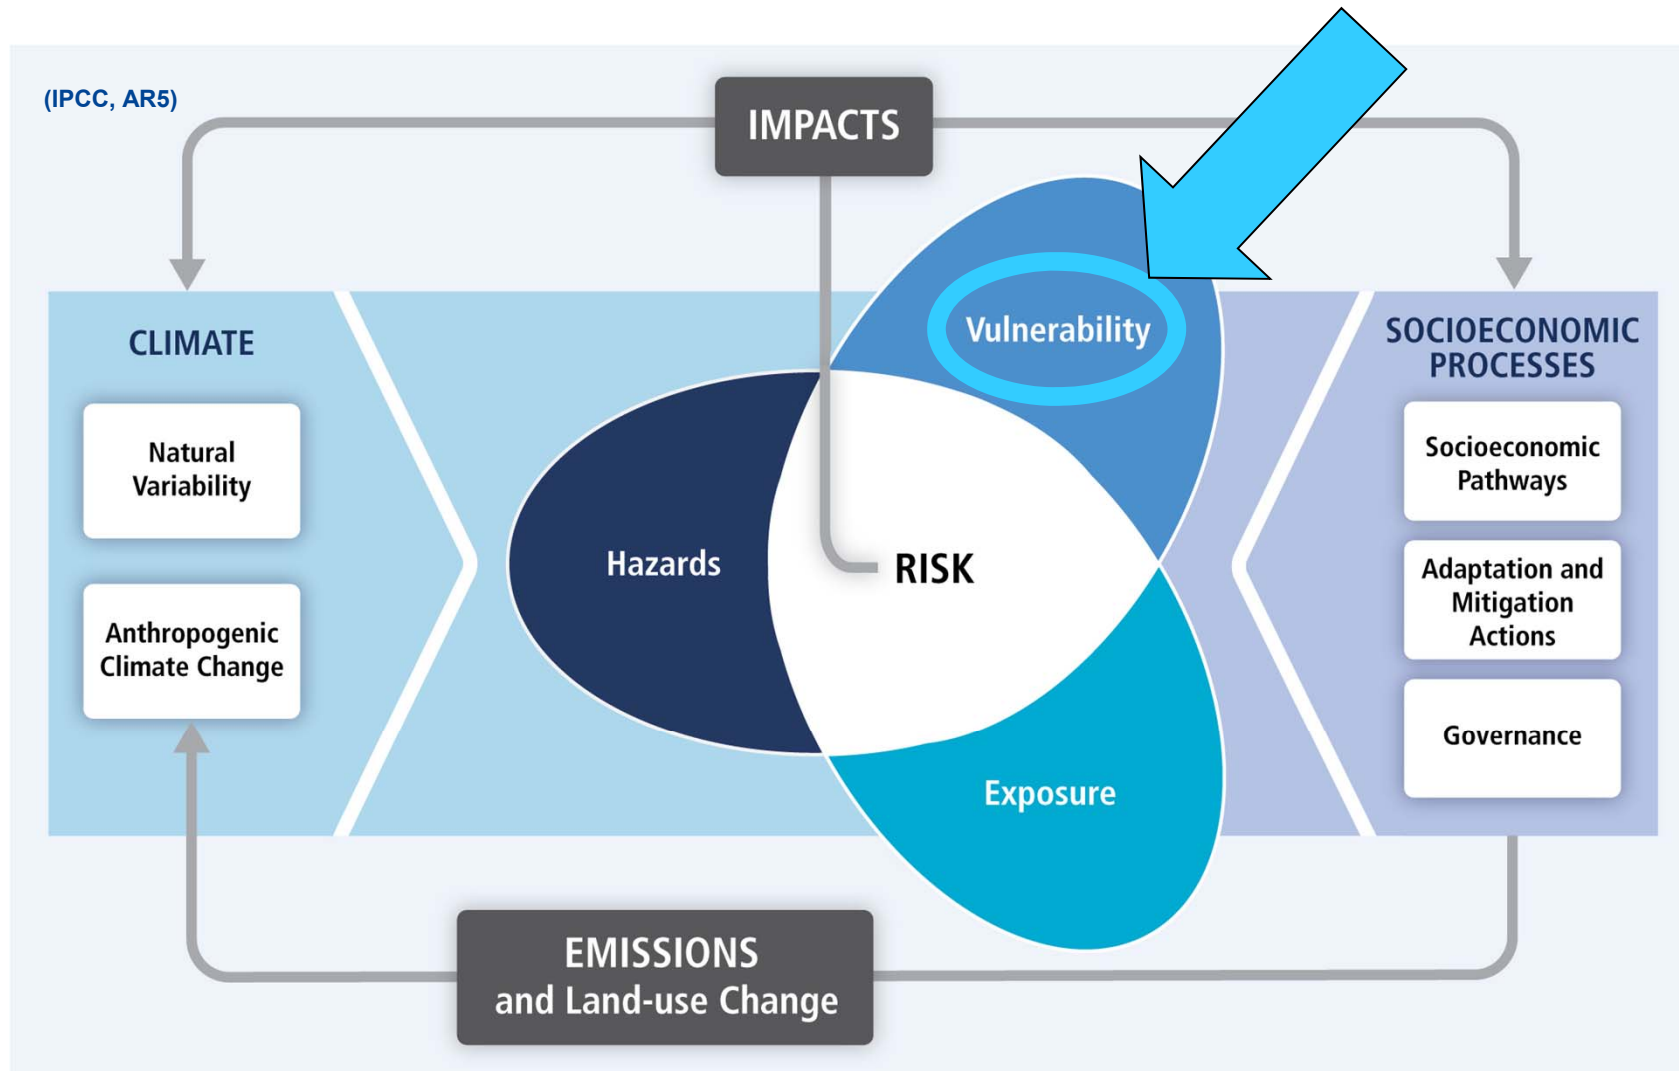 (IPCC, AR5)
IMPACTS
CLIMATE
Natural
Variability
Anthropogenic
Climate Change
Vulnerability
Hazards
RISK
Exposure
SOCIOECONOMIC
PROCESSES
Socioeconomic
Pathways
Adaptation and
Mitigation
Actions
Governance
EMISSIONS
and Land-use Change